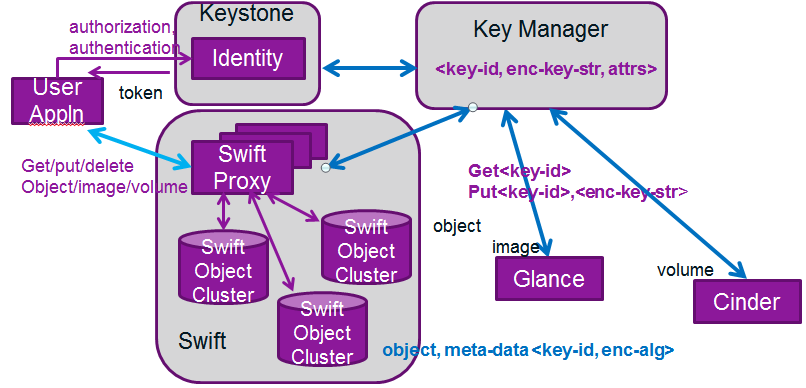 Keystone
Key Manager
authorization,
authentication
Identity
<key-id, enc-key-str, attrs>
User
Appln
token
Swift
Proxy
Get/put/delete
Object/image/volume
Get<key-id>
Put<key-id>,<enc-key-str>
Swift
Object
Cluster
Swift
Object
Cluster
Swift
Object
Cluster
object
image
Glance
volume
Cinder
Swift
object, meta-data <key-id, enc-alg>